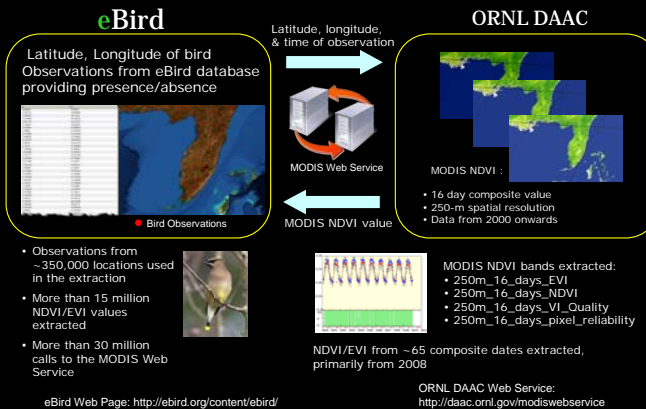 eBird
Latitude, Longitude of bird
Observations from eBird database
providing presence/absence
● Bird Observations
Latitude, longitude,
& time of observation
MODIS Web Service
MODIS NDVI value
ORNL DAAC
MODIS NDVI :
• 16 day composite value
• 250-m spatial resolution
• Data from 2000 onwards
• Observations from
~350,000 locations used
in the extraction
• More than 15 million
NDVI/EVI values
extracted
• More than 30 million
calls to the MODIS Web
Service
MODIS NDVI bands extracted:
• 250m_16_days_EVI
• 250m_16_days_NDVI
• 250m_16_days_VI_Quality
• 250m_16_days_pixel_reliability
NDVI/EVI from ~65 composite dates extracted,
primarily from 2008
eBird Web Page: http://ebird.org/content/ebird/
ORNL DAAC Web Service:
http://daac.ornl.gov/modiswebservice